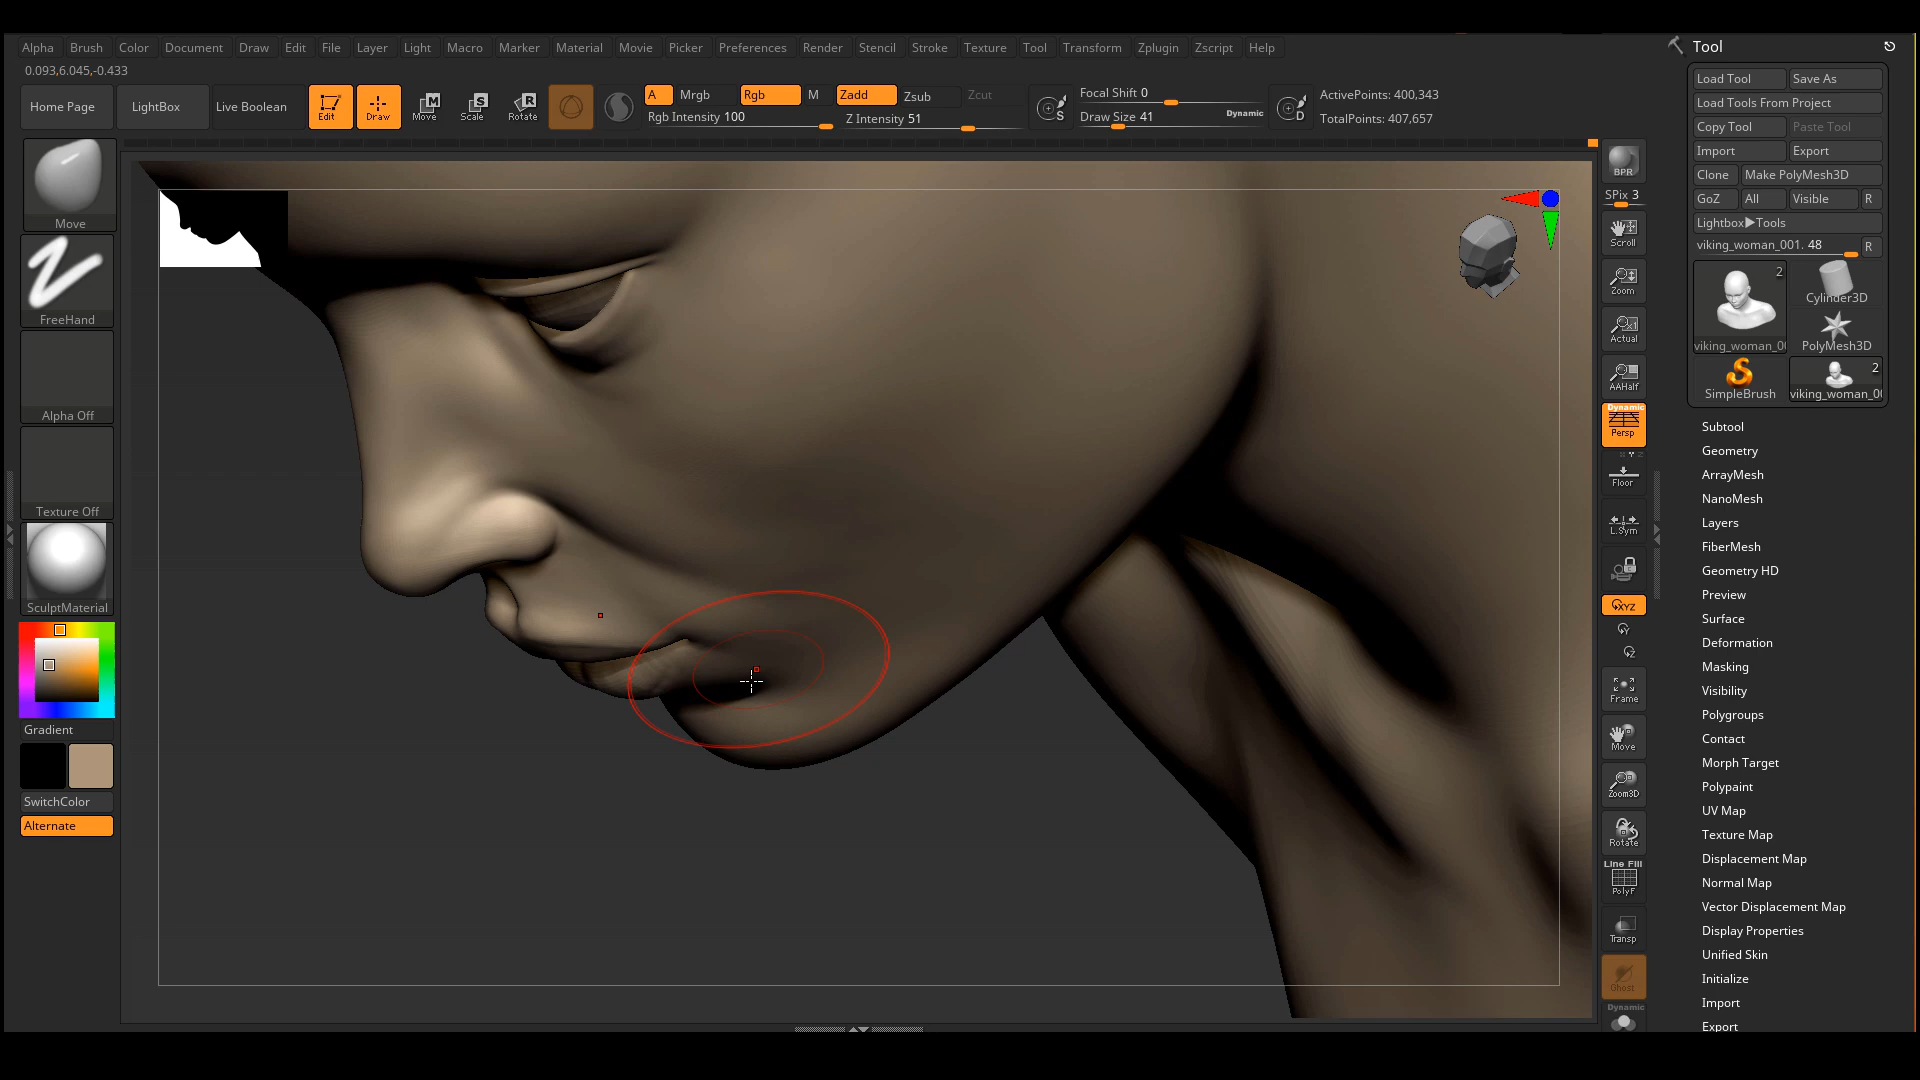 Alpha Brush Color Document Draw Edit File Layer Light Macro Marker Material Movie Picker Preferences Render Stencil Stroke Texture Tool Transform Zplugin Zscript Help
0.093,6.045,-0.433
Home Page LightBox Live Boolean Edit Draw Move Scale Rotate
A Mrgb Rgb M Zadd Zsub Zcut
Rgb Intensity 100 Z Intensity 51
Focal Shift 0
Draw Size 41 Dynamic
ActivePoints: 400,343
TotalPoints: 407,657
Move
FreeHand
Alpha Off
Texture Off
SculptMaterial
Gradient
SwitchColor
Alternate
BPR
SPix 3
Scroll
Zoom
Actual
AAHalf
Dynamic
Persp
Floor
L.Sym
XYZ
Y
Z
Frame
Move
Zoom3D
Rotate
Line Fill
PolyF
Transp
Ghost
Dynamic
Tool
Load Tool Save As
Load Tools From Project
Copy Tool Paste Tool
Import Export
Clone Make PolyMesh3D
GoZ All Visible R
Lightbox▶Tools
viking_woman_001. 48 R
2
viking_woman_00
Cylinder3D
PolyMesh3D
SimpleBrush
2
viking_woman_00
Subtool
Geometry
ArrayMesh
NanoMesh
Layers
FiberMesh
Geometry HD
Preview
Surface
Deformation
Masking
Visibility
Polygroups
Contact
Morph Target
Polypaint
UV Map
Texture Map
Displacement Map
Normal Map
Vector Displacement Map
Display Properties
Unified Skin
Initialize
Import
Export